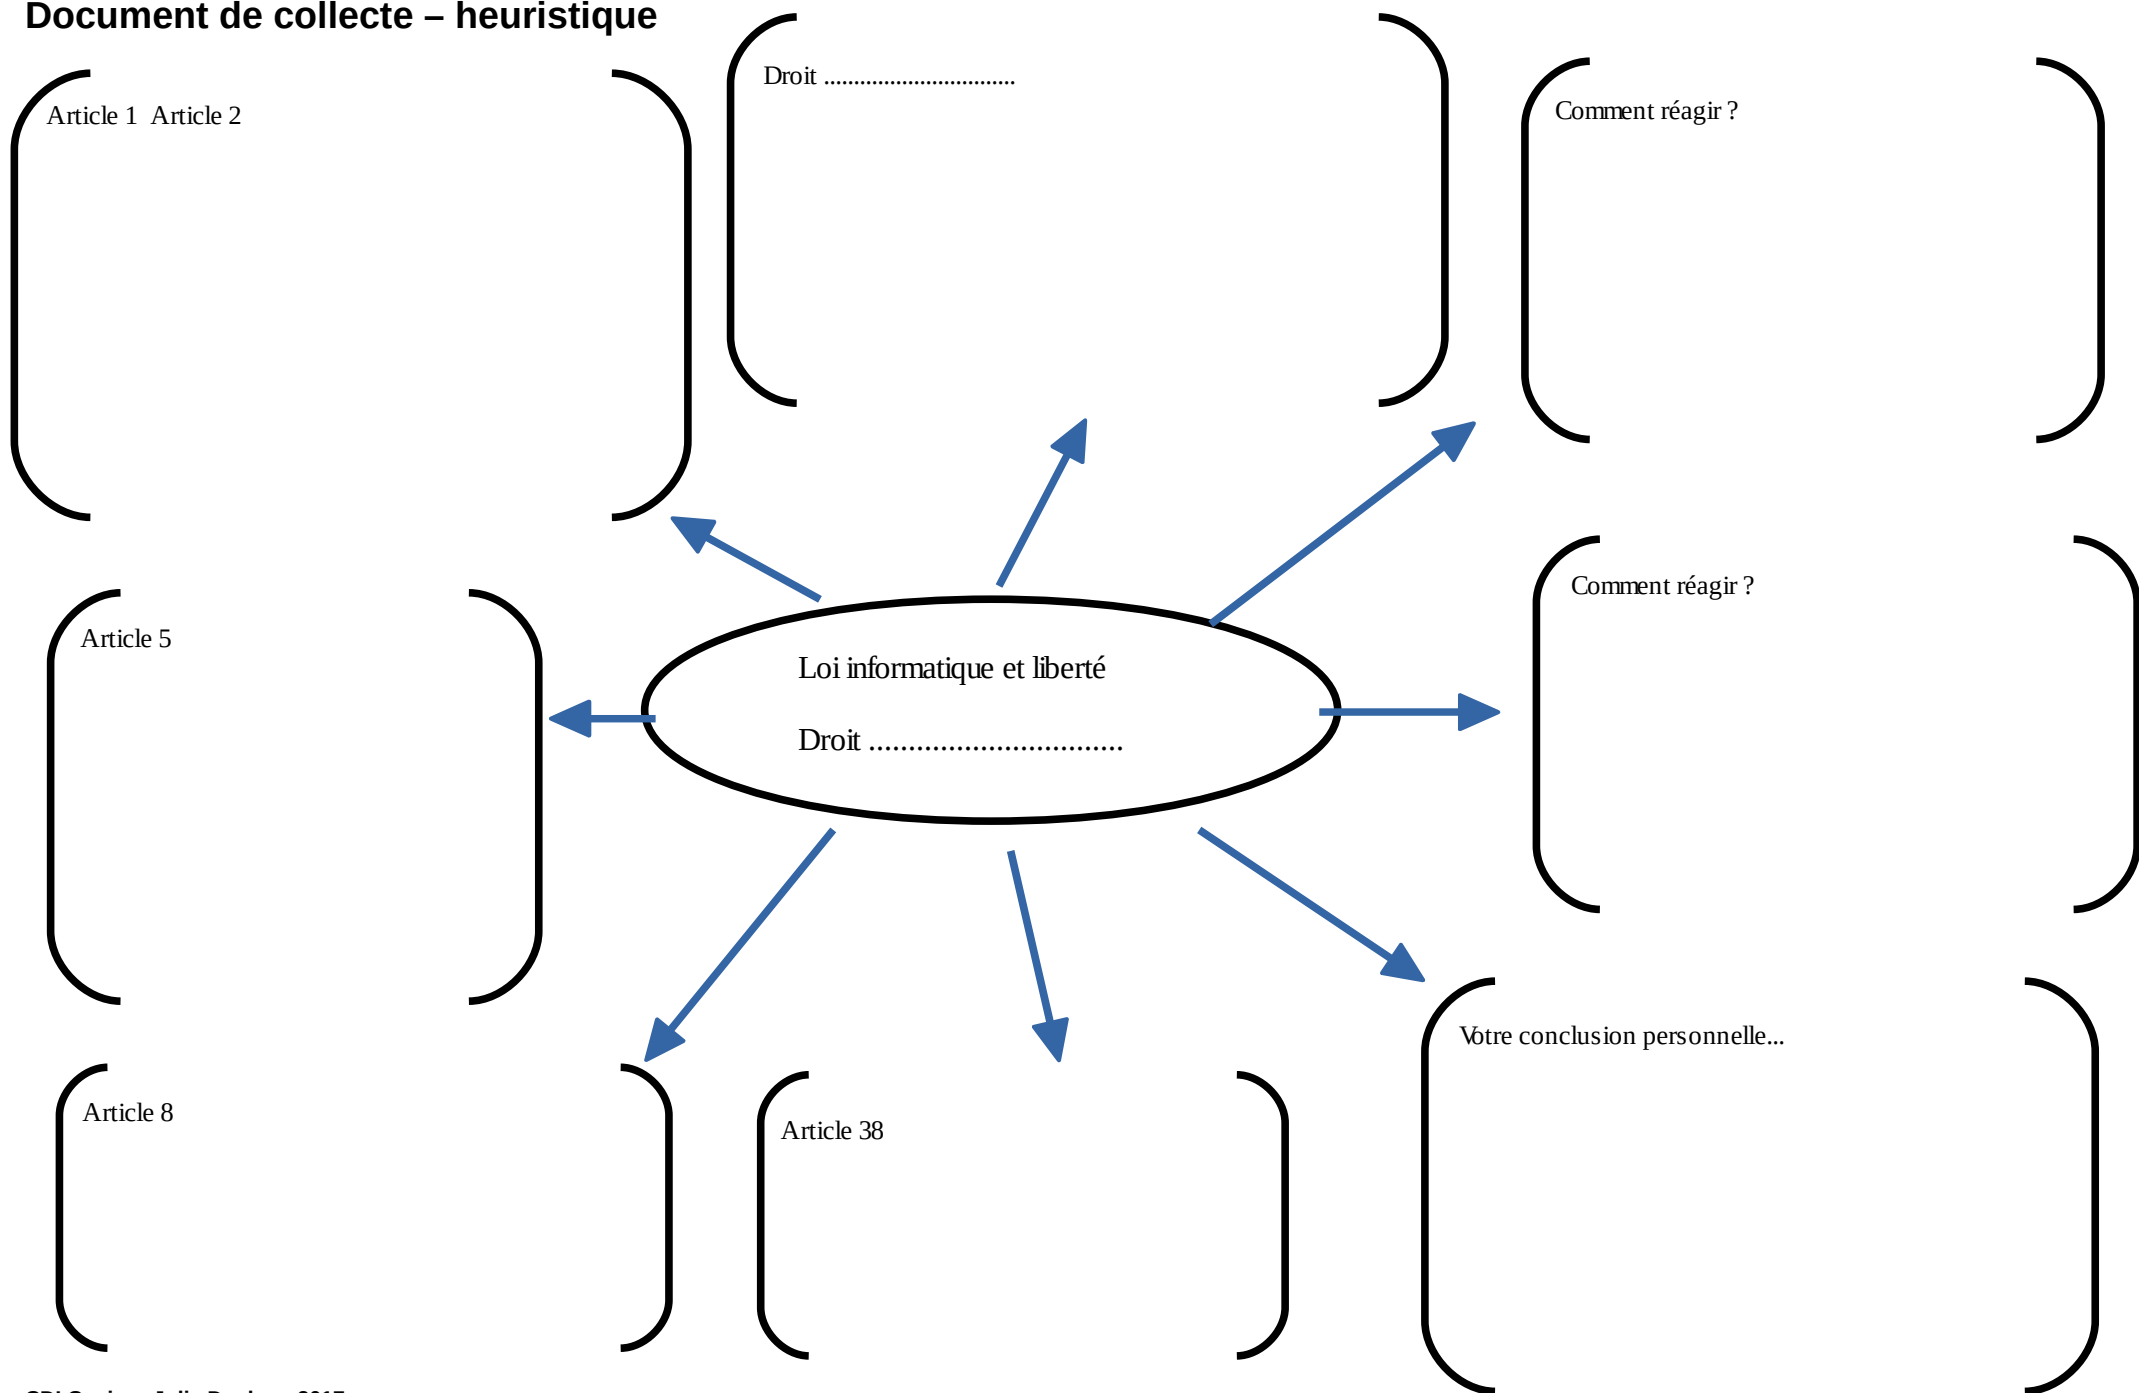 Document de collecte – heuristique
Article 1  Article 2
Droit ................................
Comment réagir ?
Comment réagir ?
Article 5
Loi informatique et liberté
Droit ................................
Votre conclusion personnelle...
Article 8
Article 38